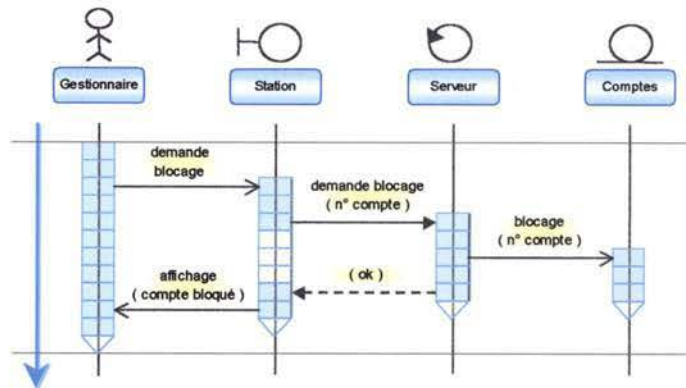 Gestionnaire
Station
Serveur
Comptes
demande
blocage
demande blocage
( n° compte )
blocage
( n° compte )
affichage
( compte bloqué )
( ok )